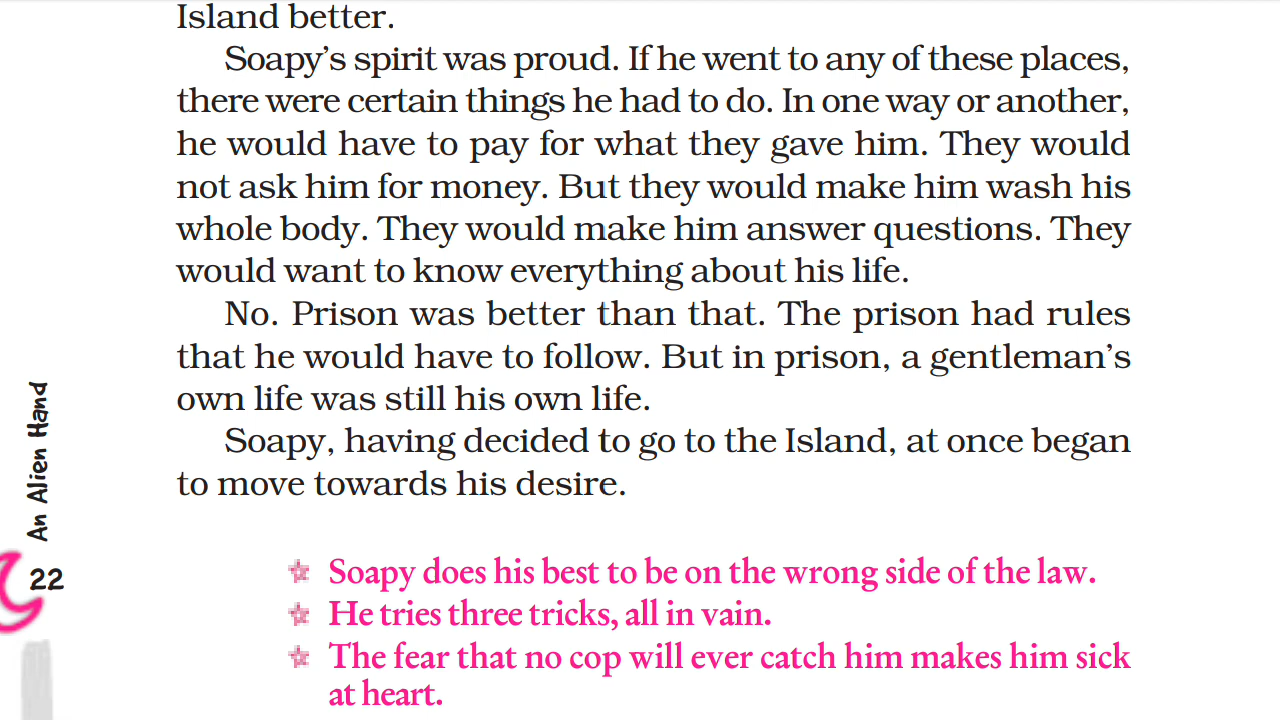 Island better.
Soapy's spirit was proud. If he went to any of these places,
there were certain things he had to do. In one way or another,
he would have to pay for what they gave him. They would
not ask him for money. But they would make him wash his
whole body. They would make him answer questions. They
would want to know everything about his life.
No. Prison was better than that. The prison had rules
that he would have to follow. But in prison, a gentleman's
own life was still his own life.
Soapy, having decided to go to the Island, at once began
to move towards his desire.
Soapy does his best to be on the wrong side of the law.
He tries three tricks, all in vain.
The fear that no cop will ever catch him makes him sick
at heart.
An Alien Hand
22